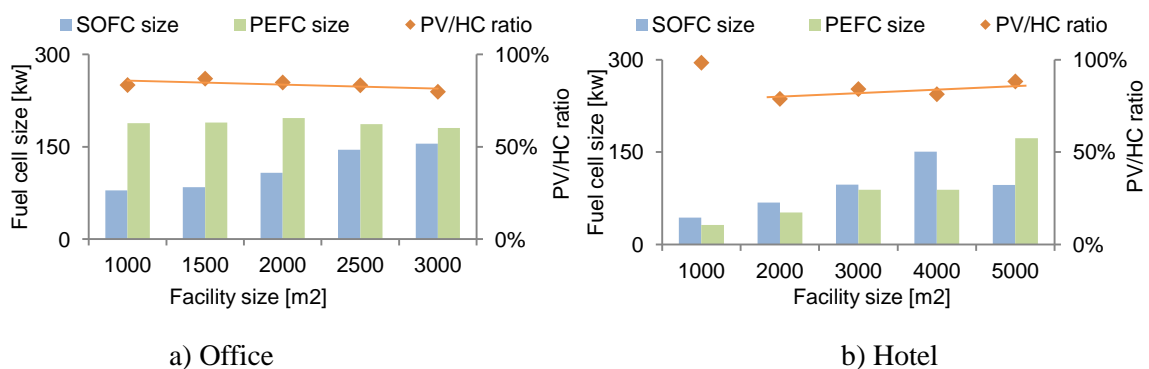 SOFC size PEFC size PV/HC ratio
300
150
0
100%
50%
0%
Fuel cell size [kw]
PV/HC ratio
1000 1500 2000 2500 3000
Facility size [m2]
a) Office
SOFC size PEFC size PV/HC ratio
300
150
0
100%
50%
0%
Fuel cell size [kw]
PV/HC ratio
1000 2000 3000 4000 5000
Facility size [m2]
b) Hotel